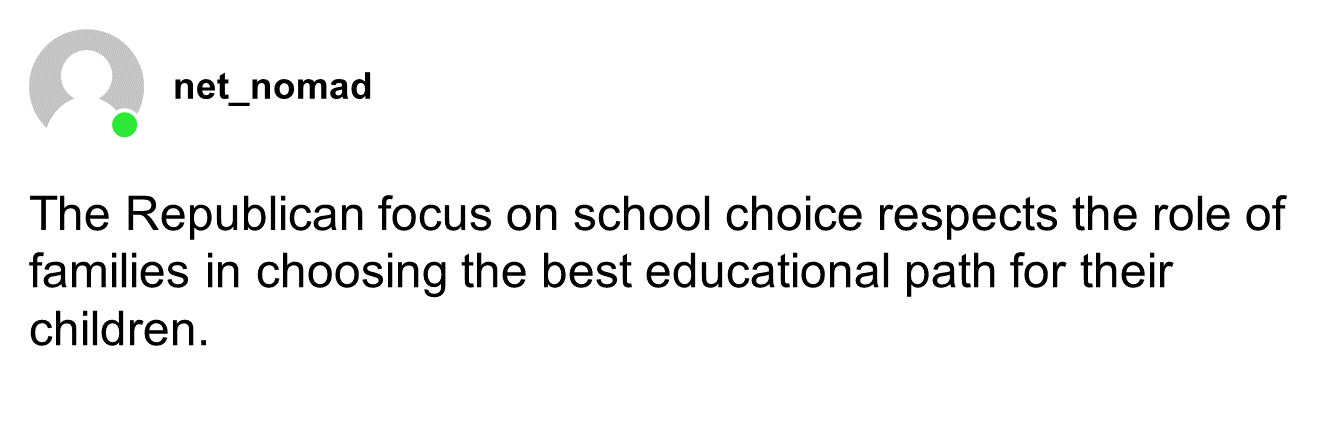 net_nomad
The Republican focus on school choice respects the role of
families in choosing the best educational path for their
children.